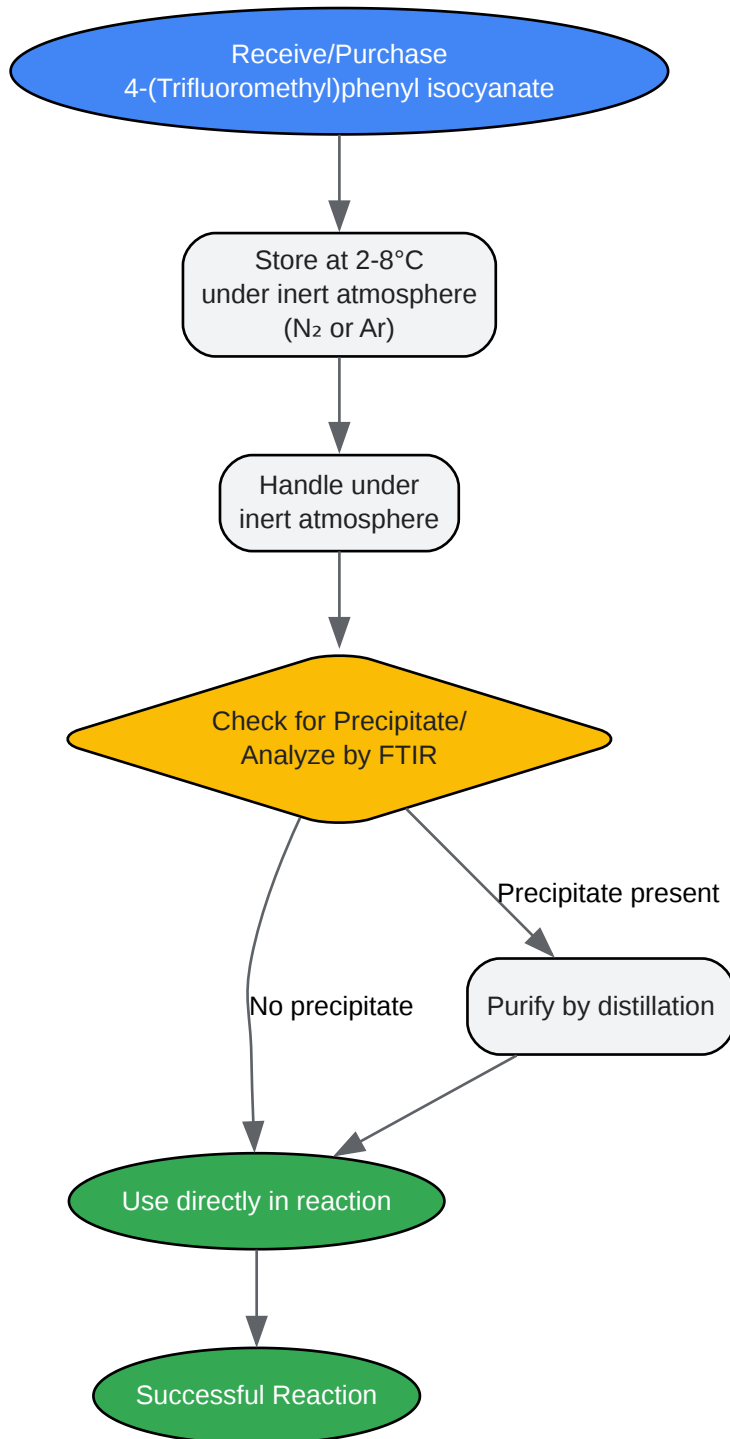 Receive/Purchase
4-(Trifluoromethyl)phenyl isocyanate
Store at 2-8°C
under inert atmosphere
(N₂ or Ar)
Handle under
inert atmosphere
Check for Precipitate/
Analyze by FTIR
Precipitate present
No precipitate
Purify by distillation
Use directly in reaction
Successful Reaction